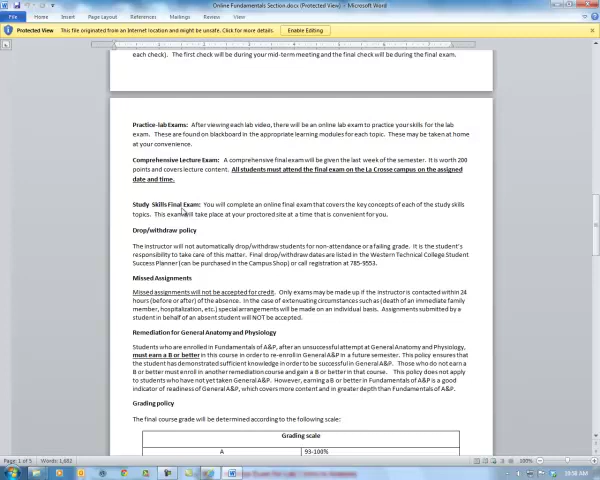 Online Fundamentals Section.docx (Protected View) - Microsoft Word
File Home Insert Page Layout References Mailings Review View
Protected View This file originated from an Internet location and might be unsafe. Click for more details. Enable Editing
each check). The first check will be during your mid-term meeting and the final check will be during the final exam.
Practice-lab Exams: After viewing each lab video, there will be an online lab exam to practice your skills for the lab
exam. These are found on blackboard in the appropriate learning modules for each topic. These may be taken at home
at your convenience.
Comprehensive Lecture Exam: A comprehensive final exam will be given the last week of the semester. It is worth 200
points and covers lecture content. All students must attend the final exam on the La Crosse campus on the assigned
date and time.
Study Skills Final Exam: You will complete an online final exam that covers the key concepts of each of the study skills
topics. This exam will take place at your proctored site at a time that is convenient for you.
Drop/withdraw policy
The instructor will not automatically drop/withdraw students for non-attendance or a failing grade. It is the student's
responsibility to take care of this matter. Final drop/withdraw dates are listed in the Western Technical College Student
Success Planner (can be purchased in the Campus Shop) or call registration at 785-9553.
Missed Assignments
Missed assignments will not be accepted for credit. Only exams may be made up if the instructor is contacted within 24
hours (before or after) of the absence. In the case of extenuating circumstances such as (death of an immediate family
member, hospitalization, etc.) special arrangements will be made on an individual basis. Assignments submitted by a
student in behalf of an absent student will NOT be accepted.
Remediation for General Anatomy and Physiology
Students who are enrolled in Fundamentals of A&P, after an unsuccessful attempt at General Anatomy and Physiology,
must earn a B or better in this course in order to re-enroll in General A&P in a future semester. This policy ensures that
the student has demonstrated sufficient knowledge in order to be successful in General A&P. Those who do not earn a
B or better must enroll in another remediation course and gain a B or better in that course. This policy does not apply
to students who have not yet taken General A&P. However, earning a B or better in Fundamentals of A&P is a good
indicator of readiness of General A&P, which covers more content and in greater depth than Fundamentals of A&P.
Grading policy
The final course grade will be determined according to the following scale:
Grading scale
A 93-100%
Page: 1 of 5 Words: 1,682 100%
10:58 AM